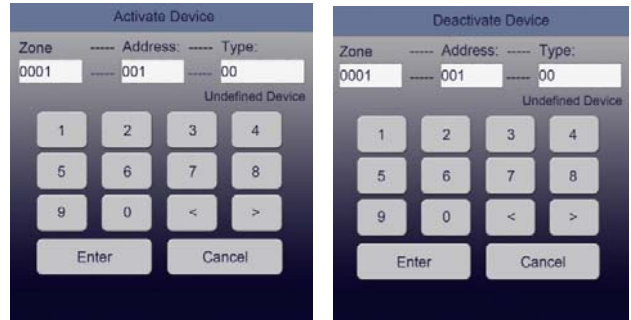 Activate Device
Zone ----- Address: ----- Type:
0001 ----- 001 ----- 00
Undefined Device
1 2 3 4
5 6 7 8
9 0 < >
Enter Cancel
Deactivate Device
Zone ----- Address: ----- Type:
0001 ----- 001 ----- 00
Undefined Device
1 2 3 4
5 6 7 8
9 0 < >
Enter Cancel